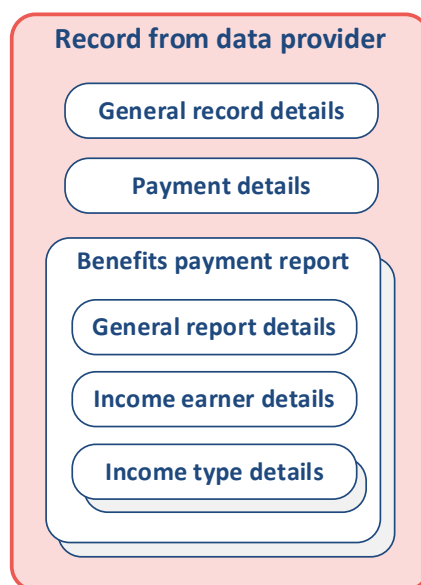 Record from data provider
General record details
Payment details
Benefits payment report
General report details
Income earner details
Income type details